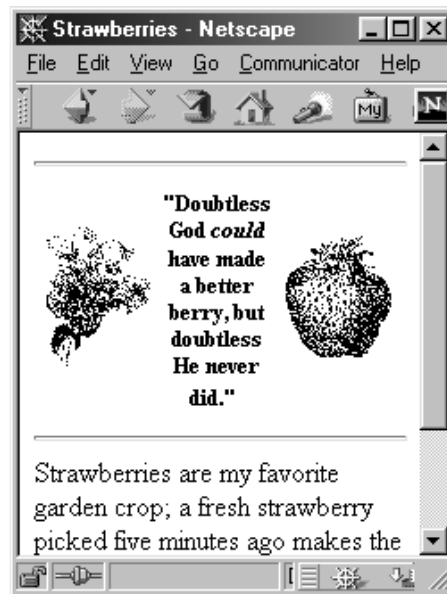 Strawberries - Netscape
File Edit View Go Communicator Help
My N
"Doubtless
God could
have made
a better
berry, but
doubtless
He never
did."
Strawberries are my favorite
garden crop; a fresh strawberry
picked five minutes ago makes the